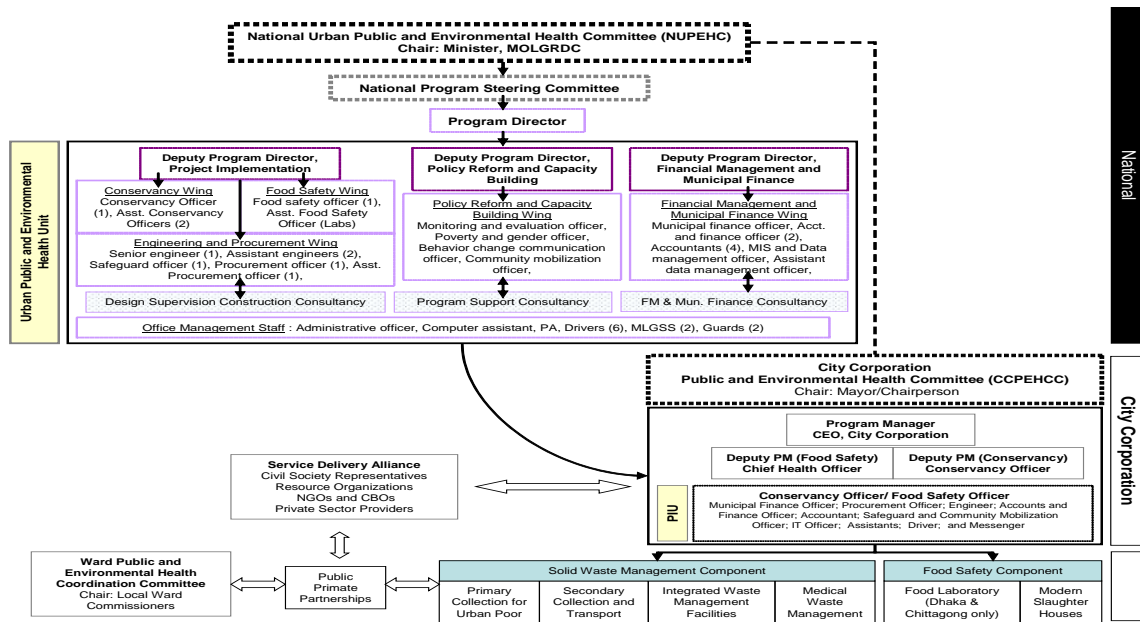 National Urban Public and Environmental Health Committee (NUPEHC)
Chair: Minister, MOLGRDC
National Program Steering Committee
Program Director
National
Urban Public and Environmental
Health Unit
Deputy Program Director,
Project Implementation
Conservancy Wing
Conservancy Officer
(1), Asst. Conservancy
Officers (2)
Food Safety Wing
Food safety officer (1),
Asst. Food Safety
Officer (Labs)
Engineering and Procurement Wing
Senior engineer (1), Assistant engineers (2),
Safeguard officer (1), Procurement officer (1), Asst.
Procurement officer (1),
Design Supervision Construction Consultancy
Deputy Program Director,
Policy Reform and Capacity
Building
Policy Reform and Capacity
Building Wing
Monitoring and evaluation officer,
Poverty and gender officer,
Behavior change communication
officer, Community mobilization
officer,
Program Support Consultancy
Deputy Program Director,
Financial Management and
Municipal Finance
Financial Management and
Municipal Finance Wing
Municipal finance officer, Acct.
and finance officer (2),
Accountants (4), MIS and Data
management officer, Assistant
data management officer,
FM & Mun. Finance Consultancy
Office Management Staff : Administrative officer, Computer assistant, PA, Drivers (6), MLGSS (2), Guards (2)
City Corporation
Public and Environmental Health Committee (CCPEHCC)
Chair: Mayor/Chairperson
City Corporation
Program Manager
CEO, City Corporation
Deputy PM (Food Safety)
Chief Health Officer
Deputy PM (Conservancy)
Conservancy Officer
PIU
Conservancy Officer/ Food Safety Officer
Municipal Finance Officer; Procurement Officer; Engineer; Accounts and
Finance Officer; Accountant; Safeguard and Community Mobilization
Officer; IT Officer; Assistants; Driver; and Messenger
Service Delivery Alliance
Civil Society Representatives
Resource Organizations
NGOs and CBOs
Private Sector Providers
Ward Public and
Environmental Health
Coordination Committee
Chair: Local Ward
Commissioners
Public
Private
Partnerships
Solid Waste Management Component
Primary
Collection for
Urban Poor
Secondary
Collection and
Transport
Integrated Waste
Management
Facilities
Medical
Waste
Management
Food Safety Component
Food Laboratory
(Dhaka &
Chittagong only)
Modern
Slaughter
Houses